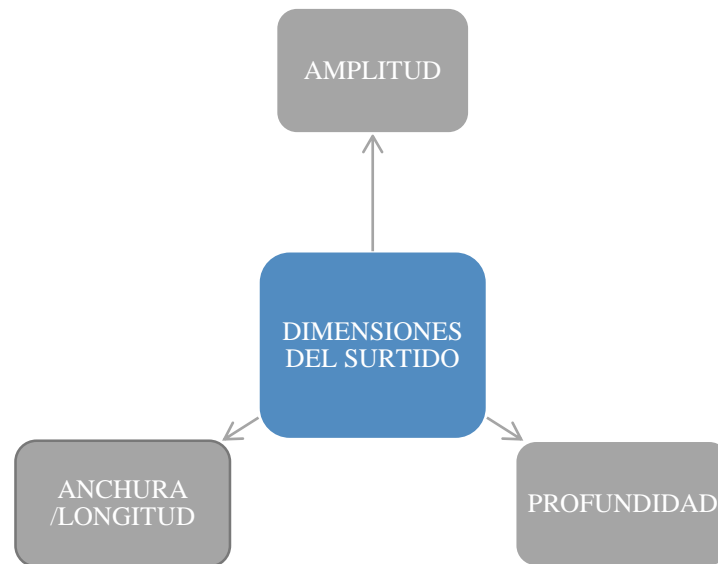 AMPLITUD
DIMENSIONES
DEL SURTIDO
ANCHURA
/LONGITUD
PROFUNDIDAD